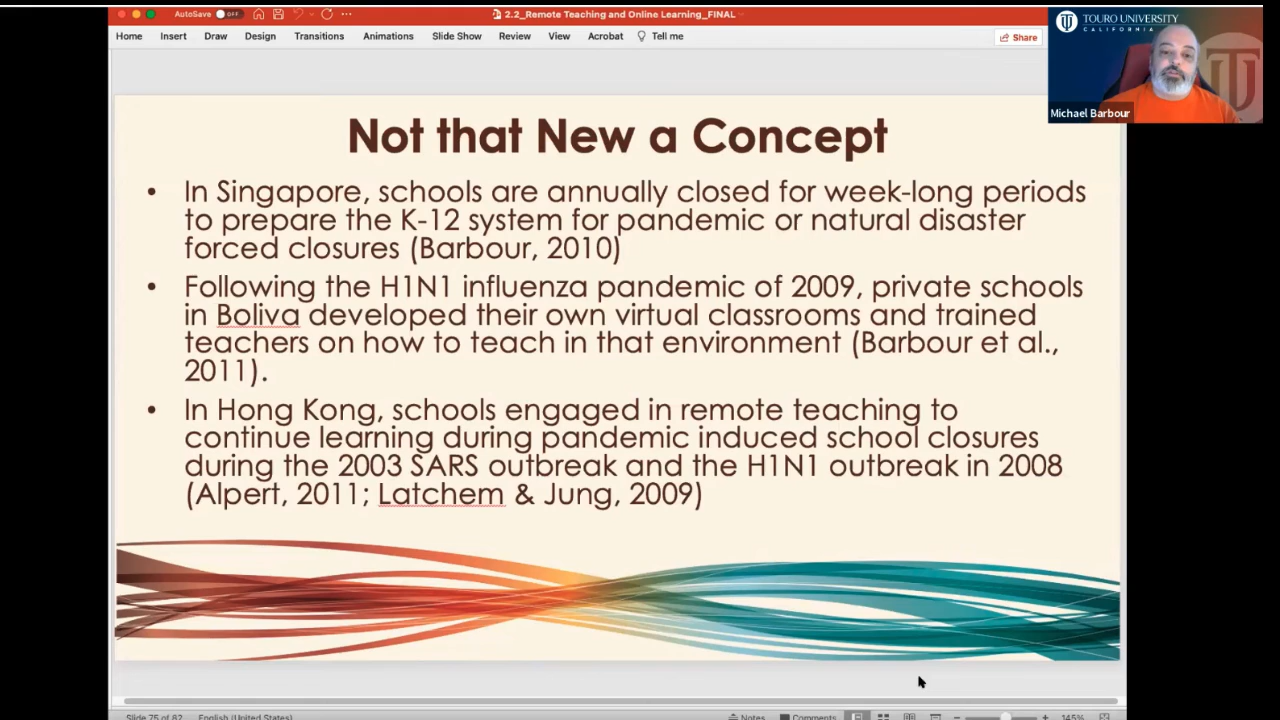 AutoSave OFF
2.2_Remote Teaching and Online Learning_FINAL
TOURO UNIVERSITY
CALIFORNIA
Home Insert Draw Design Transitions Animations Slide Show Review View Acrobat Tell me
Share
Michael Barbour
Not that New a Concept
• In Singapore, schools are annually closed for week-long periods
to prepare the K-12 system for pandemic or natural disaster
forced closures (Barbour, 2010)
• Following the H1N1 influenza pandemic of 2009, private schools
in Boliva developed their own virtual classrooms and trained
teachers on how to teach in that environment (Barbour et al.,
2011).
• In Hong Kong, schools engaged in remote teaching to
continue learning during pandemic induced school closures
during the 2003 SARS outbreak and the H1N1 outbreak in 2008
(Alpert, 2011; Latchem & Jung, 2009)
Slide 75 of 82 English (United States) Notes Comments 145%